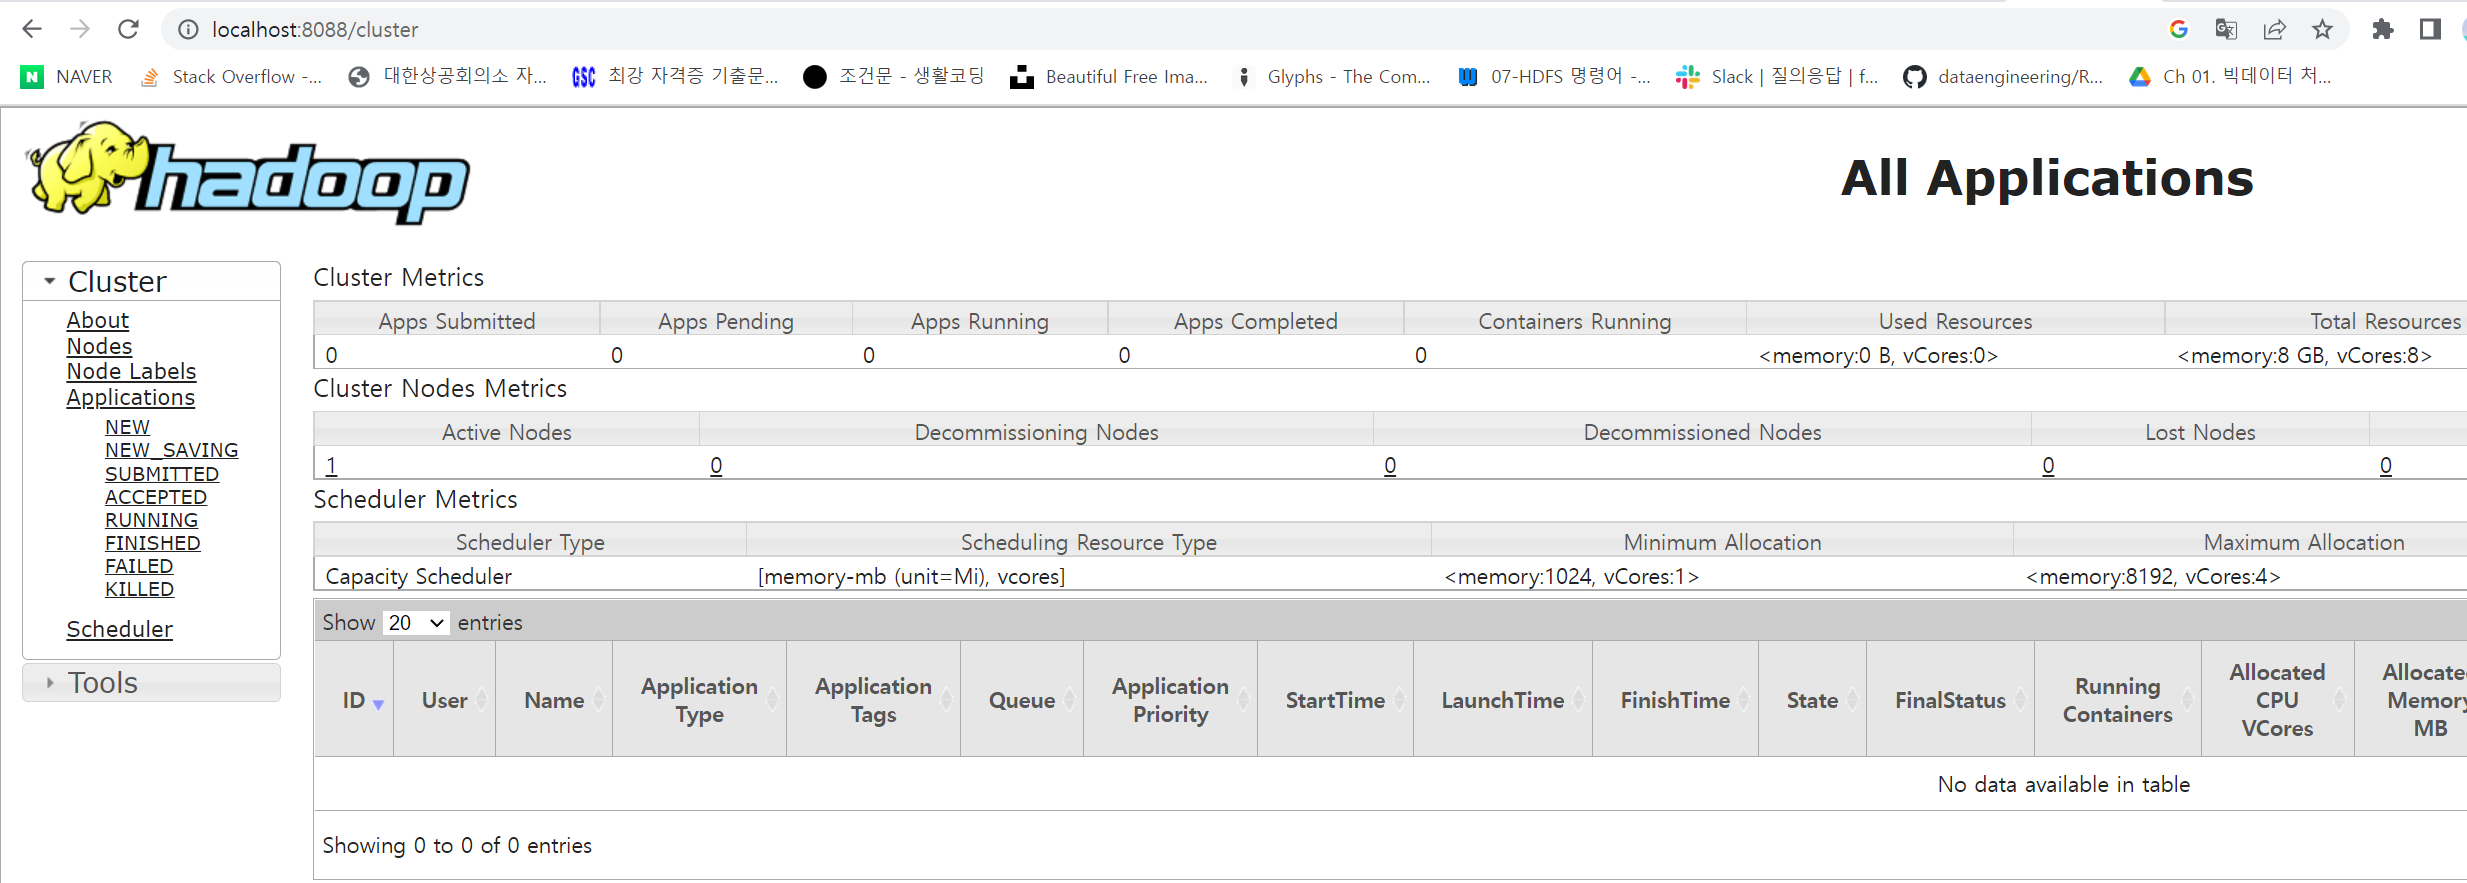 localhost:8088/cluster
NAVER Stack Overflow -... 대한상공회의소 자... GSC 최강 자격증 기출문... 조건문 - 생활코딩 Beautiful Free Ima... Glyphs - The Com... 07-HDFS 명령어 -... Slack | 질의응답 | f... dataengineering/R... Ch 01. 빅데이터 처...
hadoop
All Applications
Cluster
About
Nodes
Node Labels
Applications
NEW
NEW_SAVING
SUBMITTED
ACCEPTED
RUNNING
FINISHED
FAILED
KILLED
Scheduler
Tools
Cluster Metrics
Apps Submitted Apps Pending Apps Running Apps Completed Containers Running Used Resources Total Resources
0 0 0 0 0 <memory:0 B, vCores:0> <memory:8 GB, vCores:8>
Cluster Nodes Metrics
Active Nodes Decommissioning Nodes Decommissioned Nodes Lost Nodes
1 0 0 0 0
Scheduler Metrics
Scheduler Type Scheduling Resource Type Minimum Allocation Maximum Allocation
Capacity Scheduler [memory-mb (unit=Mi), vcores] <memory:1024, vCores:1> <memory:8192, vCores:4>
Show 20 entries
ID User Name Application Type Application Tags Queue Application Priority StartTime LaunchTime FinishTime State FinalStatus Running Containers Allocated CPU VCores Allocate Memory MB
No data available in table
Showing 0 to 0 of 0 entries